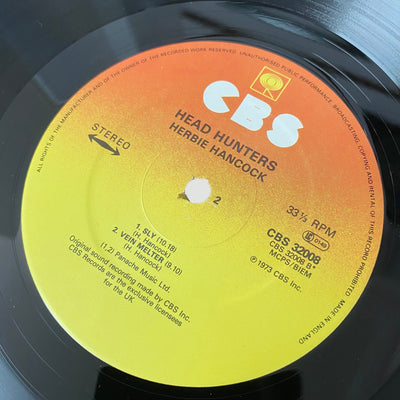 ALL RIGHTS OF THE MANUFACTURER AND OF THE OWNER OF THE RECORDED WORK RESERVED. UNAUTHORISED PUBLIC PERFORMANCE, BROADCASTING, COPYING AND RENTAL OF THIS RECORD PROHIBITED. MADE IN ENGLAND
CBS
HEAD HUNTERS
HERBIE HANCOCK
STEREO
2
33⅓ RPM
1. SLY (10.18)
(H. Hancock)
2. VEIN MELTER (9.10)
(H. Hancock)
(1,2) Panache Music Ltd.
Original sound recording made by CBS Inc.
CBS Records are the exclusive licensees
for the UK
CBS 32008
CBS 32008 B*
MCPS/BIEM
℗ 1973 CBS Inc.